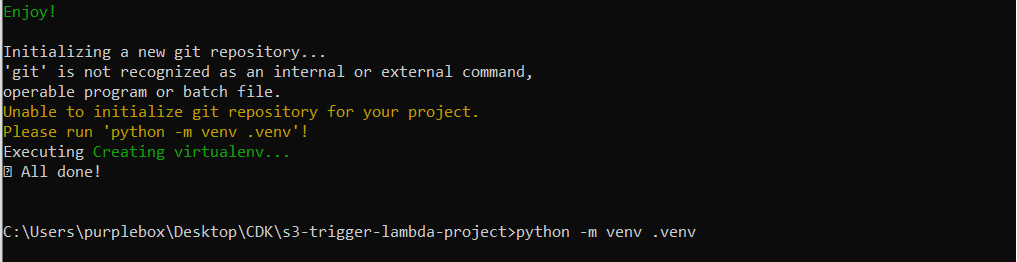 Enjoy!
Initializing a new git repository...
'git' is not recognized as an internal or external command,
operable program or batch file.
Unable to initialize git repository for your project.
Please run 'python -m venv .venv'!
Executing Creating virtualenv...
All done!
C:\Users\purplebox\Desktop\CDK\s3-trigger-lambda-project>python -m venv .venv